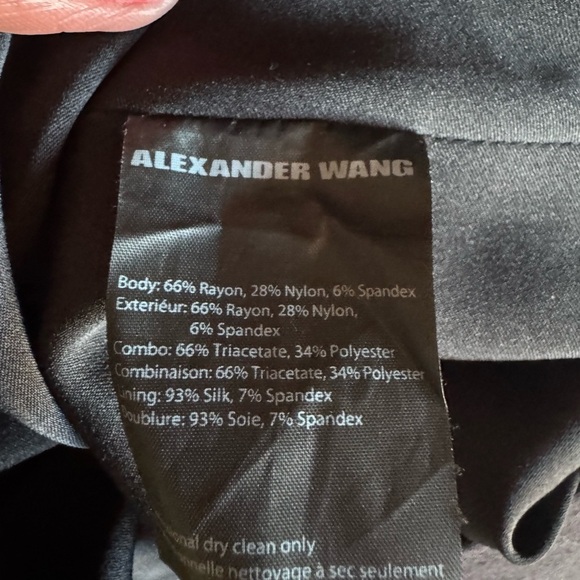 ALEXANDER WANG
Body: 66% Rayon, 28% Nylon, 6% Spandex
Exteriéur: 66% Rayon, 28% Nylon,
6% Spandex
Combo: 66% Triacetate, 34% Polyester
Combinaison: 66% Triacetate, 34% Polyester
ning: 93% Silk, 7% Spandex
oublure: 93% Soie, 7% Spandex
onal dry clean only
nnelle nettoyage à sec seulement